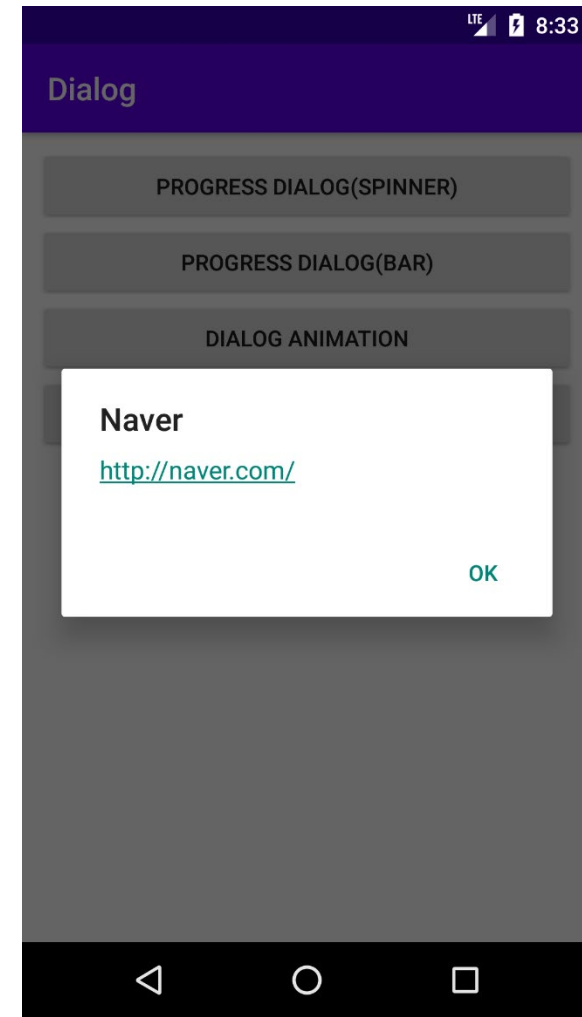 LTE 8:33
Dialog
PROGRESS DIALOG(SPINNER)
PROGRESS DIALOG(BAR)
DIALOG ANIMATION
Naver
http://naver.com/
OK